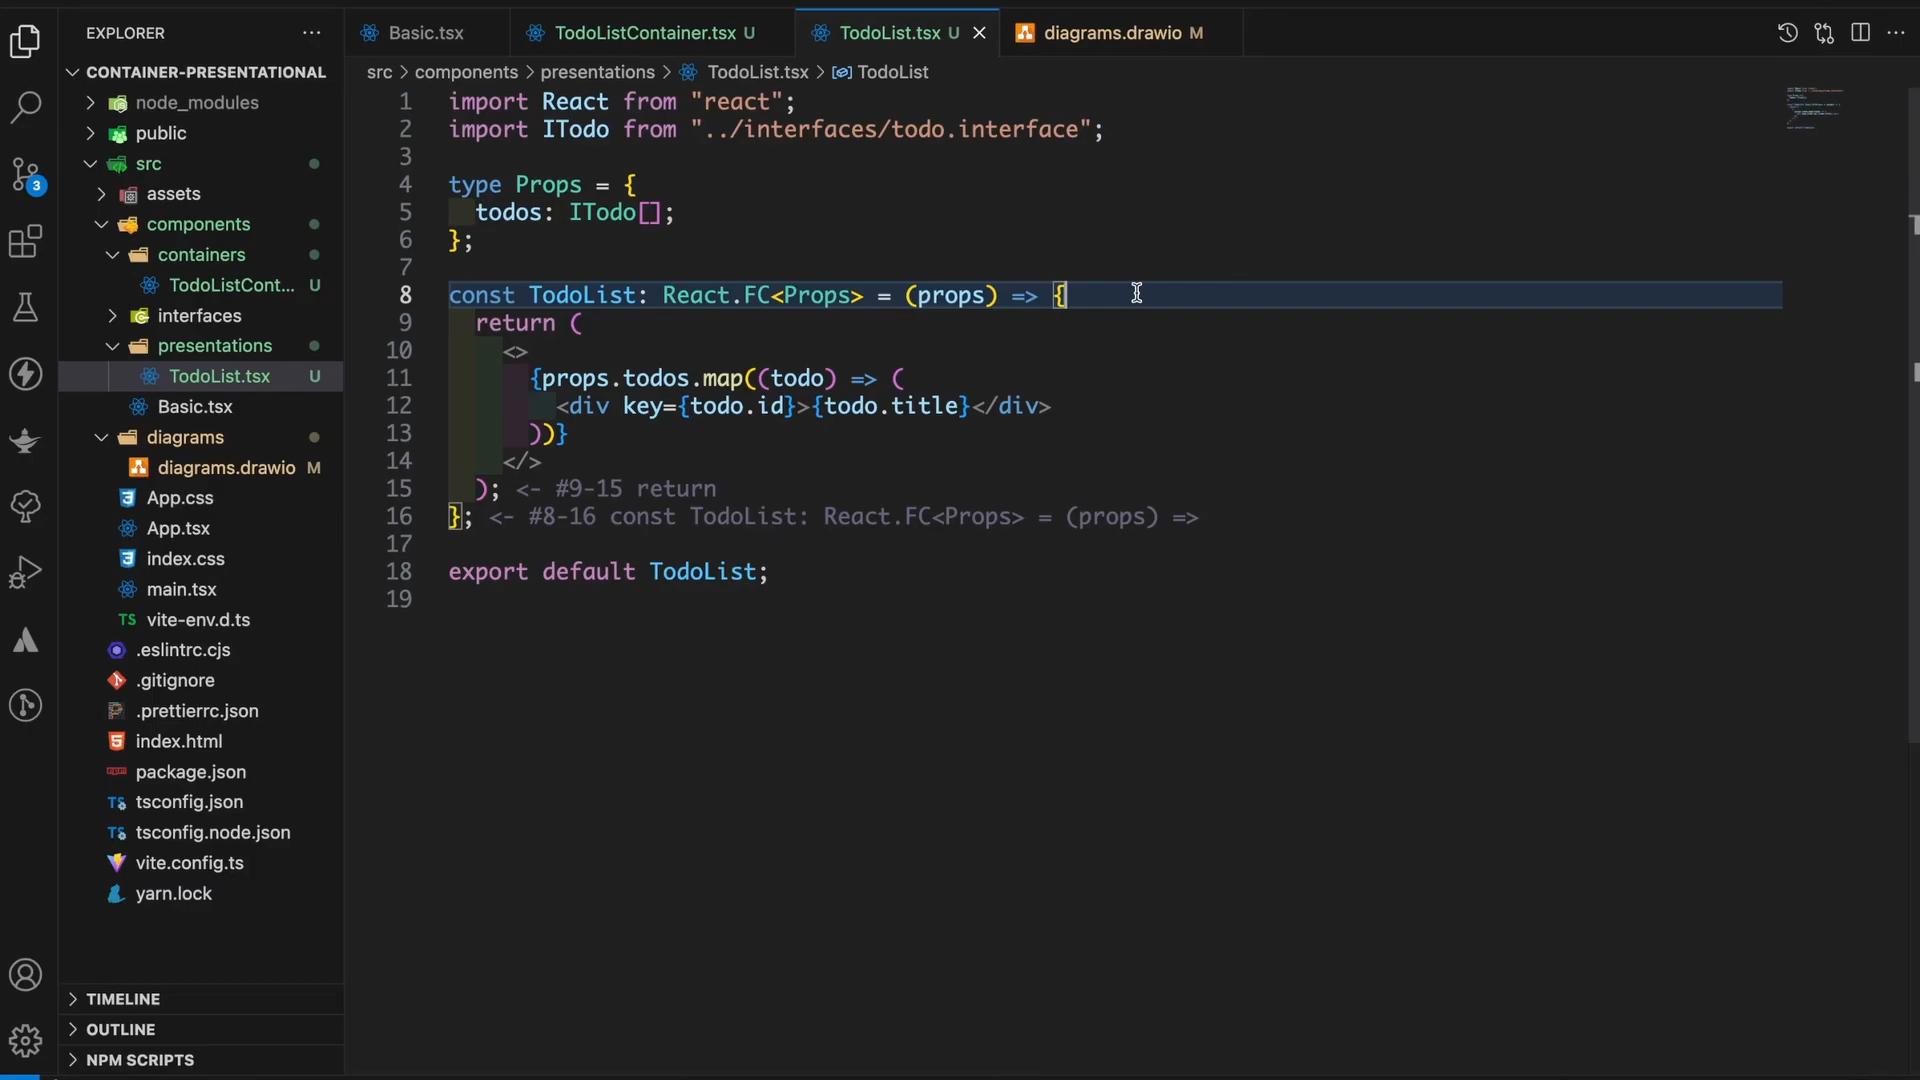 EXPLORER
CONTAINER-PRESENTATIONAL
node_modules
public
src
assets
components
containers
TodoListCont... U
interfaces
presentations
TodoList.tsx U
Basic.tsx
diagrams
diagrams.drawio M
App.css
App.tsx
index.css
main.tsx
TS vite-env.d.ts
.eslintrc.cjs
.gitignore
.prettierrc.json
index.html
package.json
tsconfig.json
tsconfig.node.json
vite.config.ts
yarn.lock
TIMELINE
OUTLINE
NPM SCRIPTS
3
Basic.tsx
TodoListContainer.tsx U
TodoList.tsx U
diagrams.drawio M
src > components > presentations > TodoList.tsx > TodoList
1 import React from "react";
2 import ITodo from "../interfaces/todo.interface";
3
4 type Props = {
5 todos: ITodo[];
6 };
7
8 const TodoList: React.FC<Props> = (props) => {
9 return (
10 <>
11 {props.todos.map((todo) => (
12 <div key={todo.id}>{todo.title}</div>
13 ))}
14 </>
15 ); <- #9-15 return
16 }; <- #8-16 const TodoList: React.FC<Props> = (props) =>
17
18 export default TodoList;
19